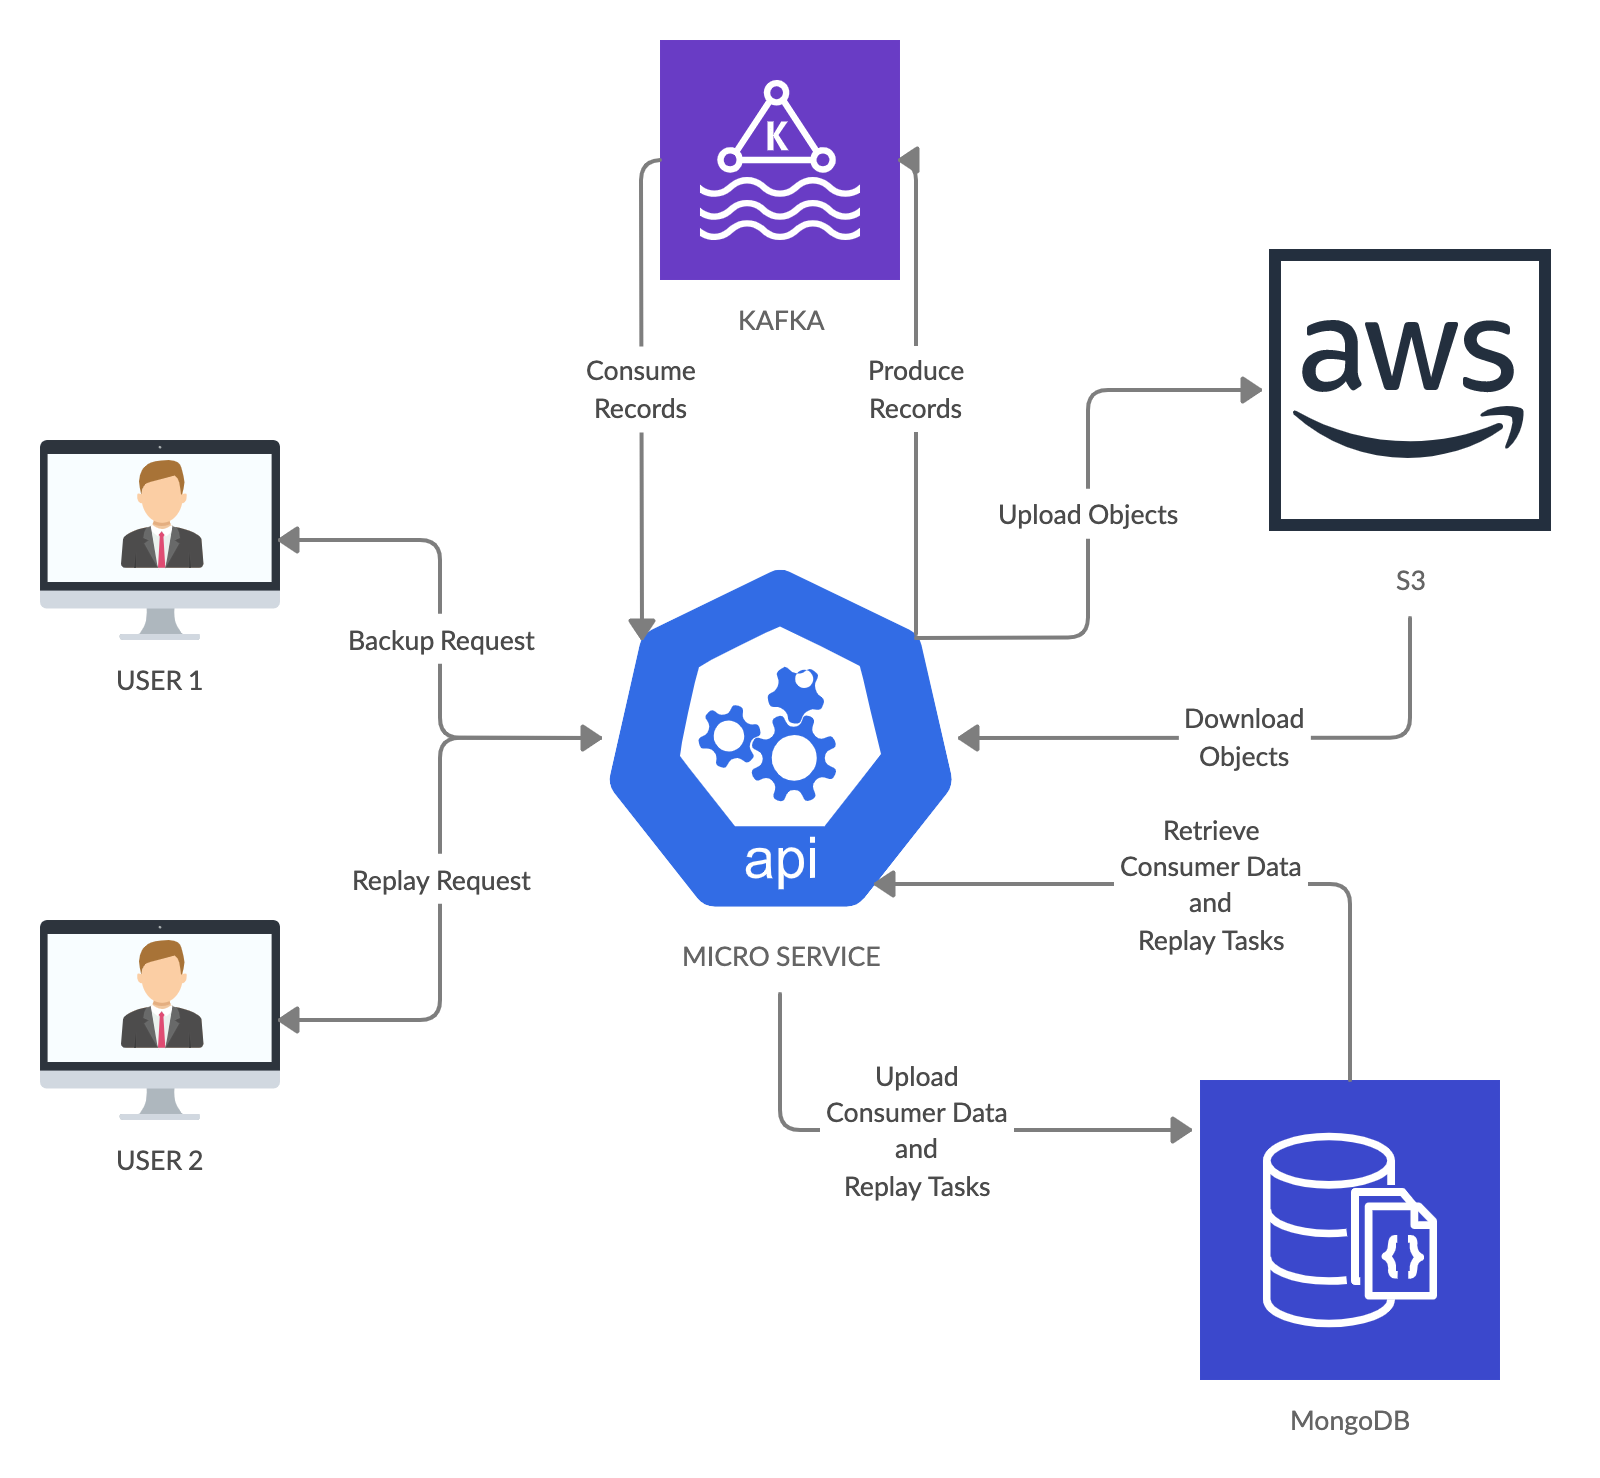 K
KAFKA
Consume
Records
Produce
Records
aws
Upload Objects
S3
USER 1
Backup Request
Download
Objects
Replay Request
api
MICRO SERVICE
Retrieve
Consumer Data
and
Replay Tasks
USER 2
Upload
Consumer Data
and
Replay Tasks
{}
MongoDB